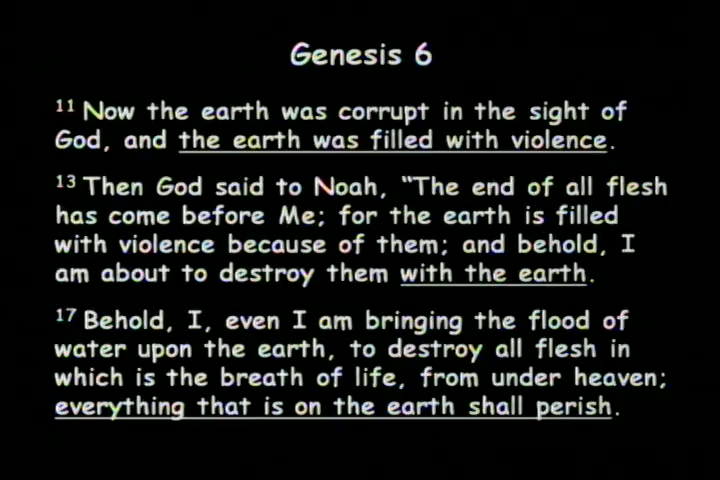 Genesis 6
11 Now the earth was corrupt in the sight of
God, and the earth was filled with violence.
13 Then God said to Noah, "The end of all flesh
has come before Me; for the earth is filled
with violence because of them; and behold, I
am about to destroy them with the earth.
17 Behold, I, even I am bringing the flood of
water upon the earth, to destroy all flesh in
which is the breath of life, from under heaven;
everything that is on the earth shall perish.